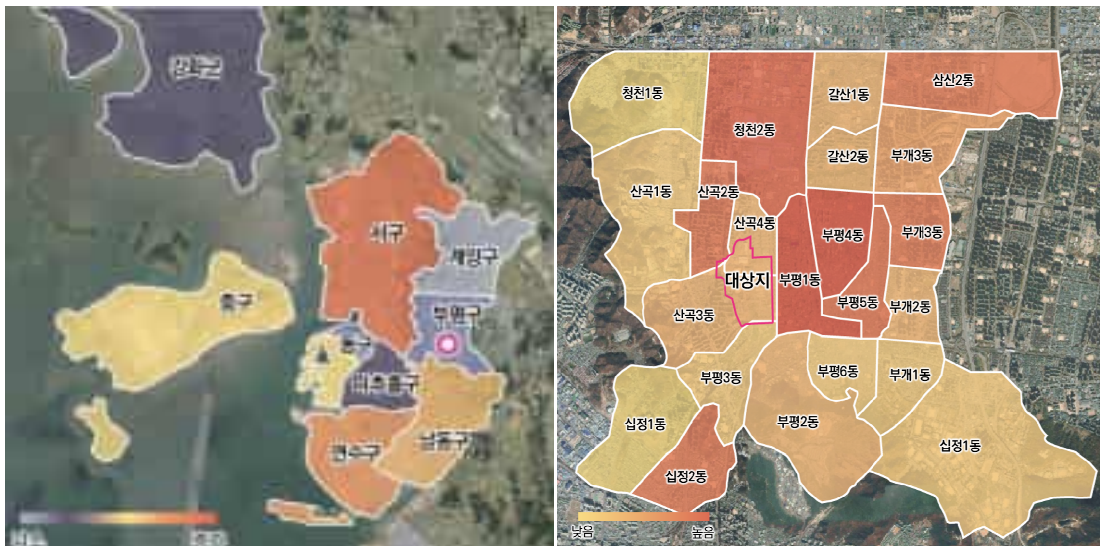 강화군
서구
계양구
중구
부평구
동구
미추홀구
연수구
남동구
청천1동
갈산1동
삼산2동
청천2동
갈산2동
부개3동
산곡1동
산곡2동
산곡4동
부평4동
부개3동
대상지
부평1동
부평5동
산곡3동
부개2동
부평3동
부평6동
부개1동
십정1동
부평2동
십정1동
십정2동
낮음
높음